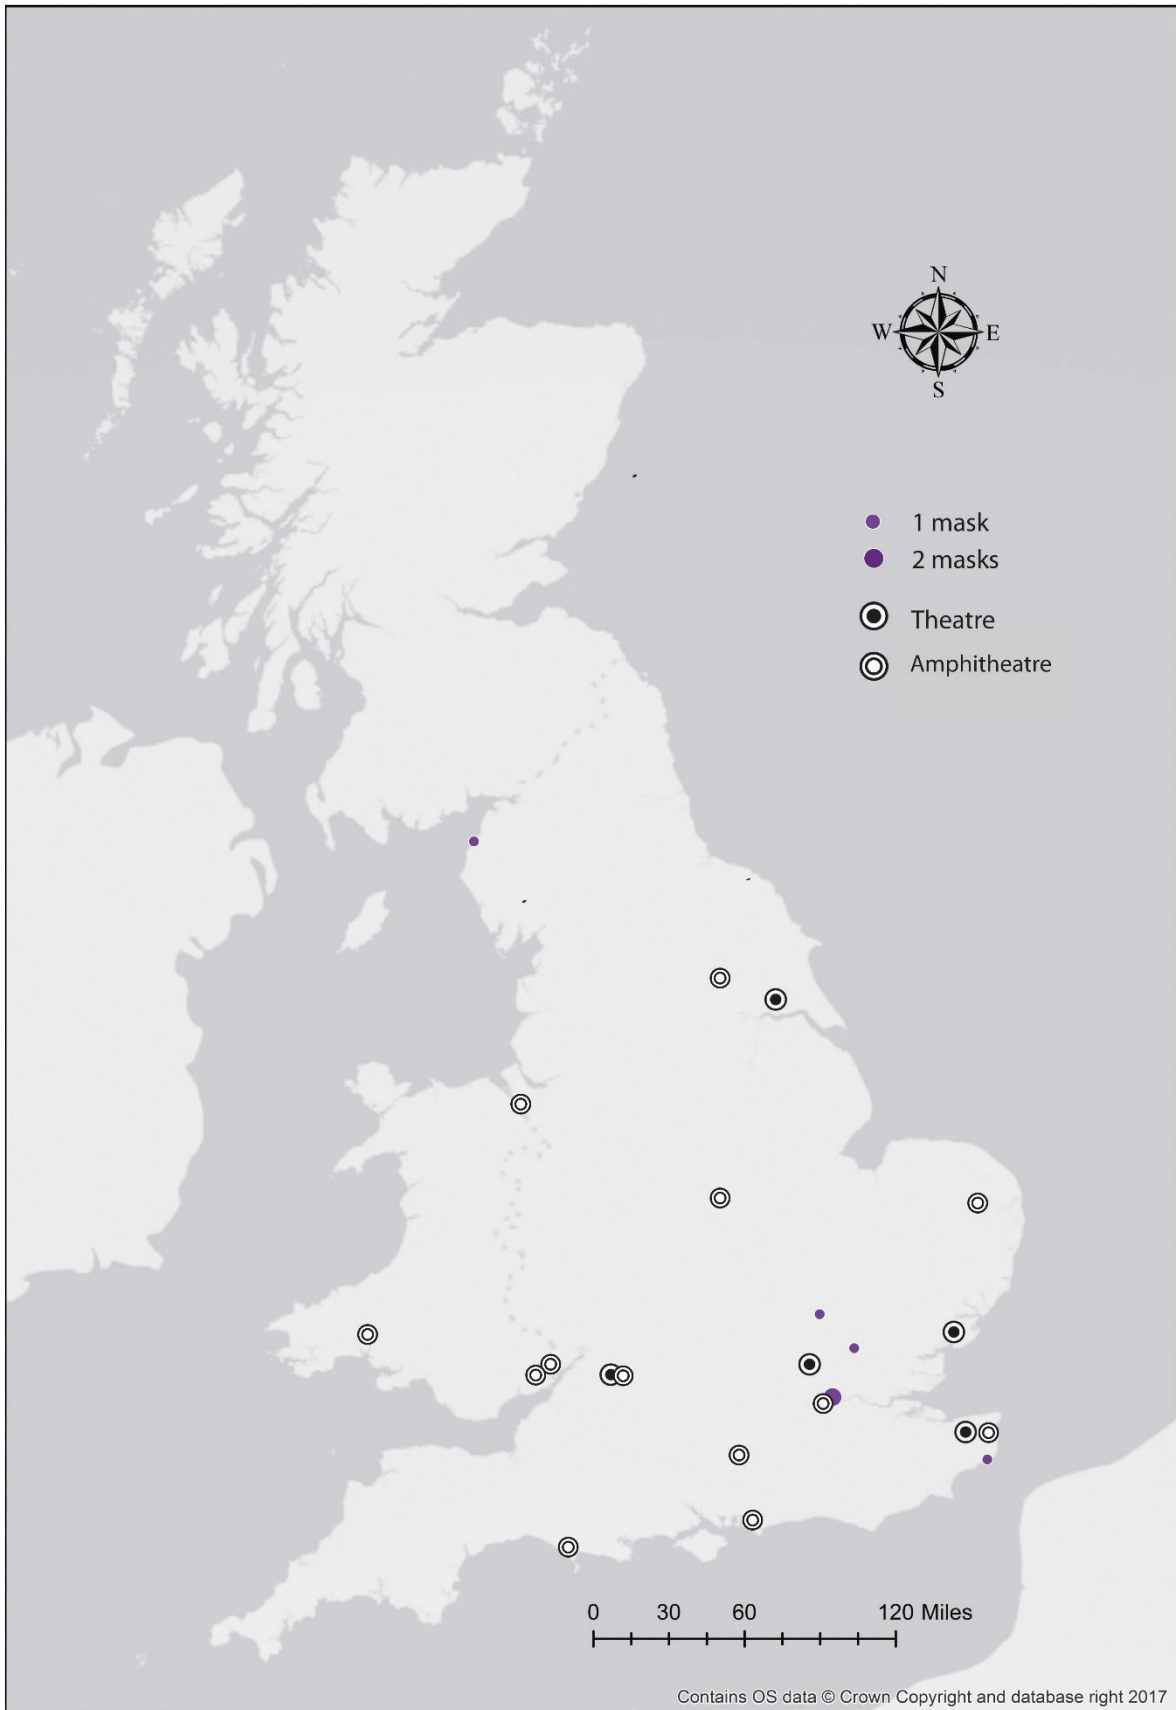 N
W E
S
1 mask
2 masks
Theatre
Amphitheatre
0 30 60 120 Miles
Contains OS data © Crown Copyright and database right 2017